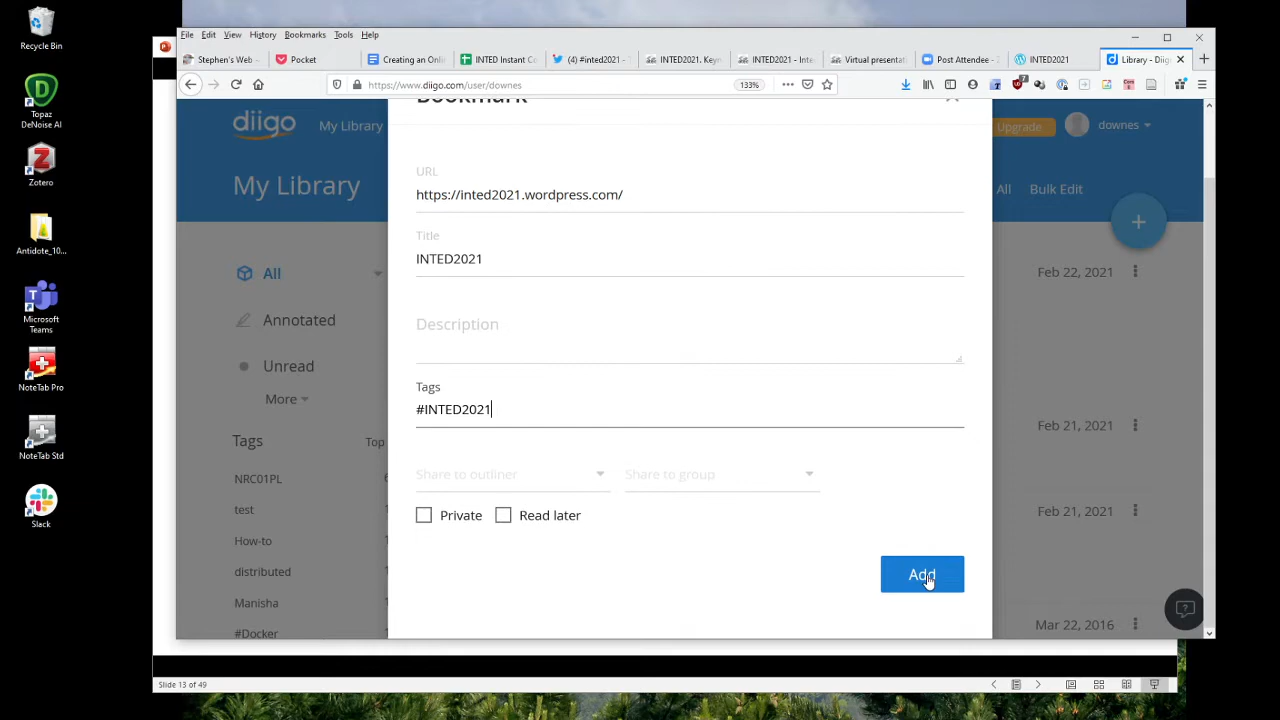 Recycle Bin
Topaz
DeNoise AI
Zotero
Antidote_10...
Microsoft
Teams
NoteTab Pro
NoteTab Std
Slack
File Edit View History Bookmarks Tools Help
Stephen's Web -
Pocket
Creating an Onli
INTED Instant C
(4) #inted2021 -
INTED2021. Key
INTED2021 - Inte
Virtual presentati
Post Attendee - Z
INTED2021
Library - Diig
https://www.diigo.com/user/downes
133%
7
Bookmark
diigo
My Library
Upgrade
downes
My Library
All
Bulk Edit
URL
https://inted2021.wordpress.com/
Title
INTED2021
Description
Tags
#INTED2021
Share to outliner
Share to group
Private
Read later
Add
All
Annotated
Unread
More
Tags
Top
NRC01PL
test
How-to
distributed
Manisha
#Docker
Feb 22, 2021
Feb 21, 2021
Feb 21, 2021
Mar 22, 2016
Slide 13 of 49